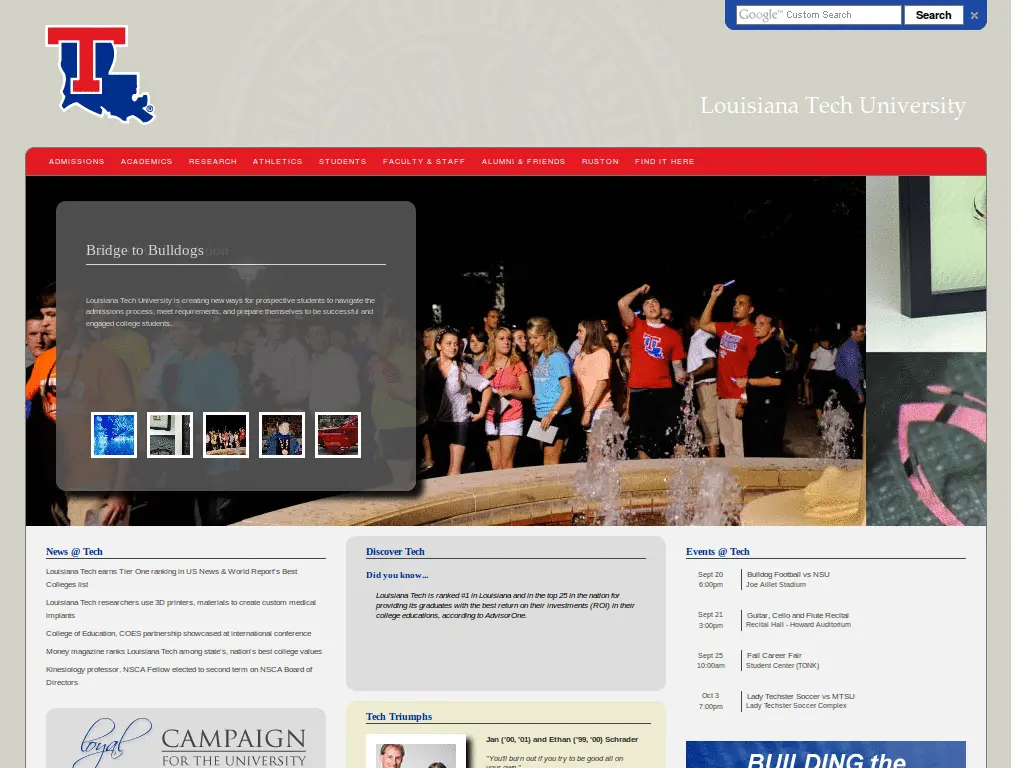 Google™ Custom Search
Search
×
T
®
Louisiana Tech University
ADMISSIONS ACADEMICS RESEARCH ATHLETICS STUDENTS FACULTY & STAFF ALUMNI & FRIENDS RUSTON FIND IT HERE
Bridge to Bulldogs
Louisiana Tech University is creating new ways for prospective students to navigate the
admissions process, meet requirements, and prepare themselves to be successful and
engaged college students.
News @ Tech
Louisiana Tech earns Tier One ranking in US News & World Report's Best
Colleges list
Louisiana Tech researchers use 3D printers, materials to create custom medical
implants
College of Education, COES partnership showcased at international conference
Money magazine ranks Louisiana Tech among state's, nation's best college values
Kinesiology professor, NSCA Fellow elected to second term on NSCA Board of
Directors
loyal
CAMPAIGN
FOR THE UNIVERSITY
Discover Tech
Did you know...
Louisiana Tech is ranked #1 in Louisiana and in the top 25 in the nation for
providing its graduates with the best return on their investments (ROI) in their
college educations, according to AdvisorOne.
Tech Triumphs
Jan ('00, '01) and Ethan ('99, '00) Schrader
"You'll burn out if you try to be good all on
your own."
Events @ Tech
Sept 20 Bulldog Football vs NSU
6:00pm Joe Aillet Stadium
Sept 21 Guitar, Cello and Flute Recital
3:00pm Recital Hall - Howard Auditorium
Sept 25 Fall Career Fair
10:00am Student Center (TONK)
Oct 3 Lady Techster Soccer vs MTSU
7:00pm Lady Techster Soccer Complex
BUILDING the